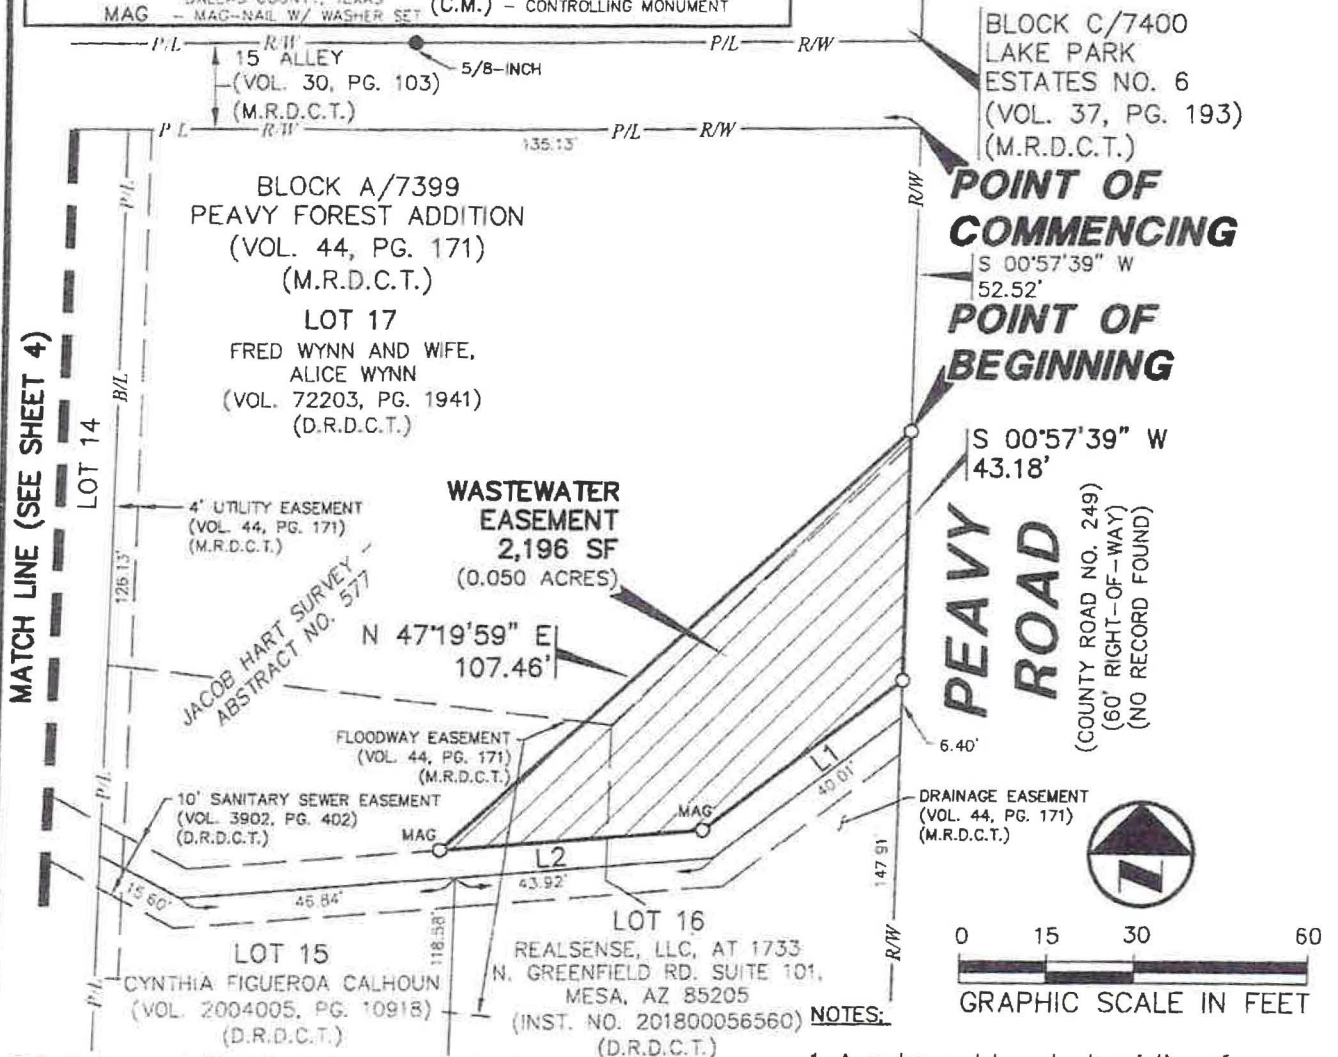 DALLAS COUNTY, TEXAS
MAG - MAG-NAIL W/ WASHER SET
(C.M.) - CONTROLLING MONUMENT
P/L R/W P/L R/W
5/8-INCH
15' ALLEY
(VOL. 30, PG. 103)
(M.R.D.C.T.)
BLOCK C/7400
LAKE PARK
ESTATES NO. 6
(VOL. 37, PG. 193)
(M.R.D.C.T.)
P L R/W P/L R/W
135.13'
POINT OF
COMMENCING
R/W
S 00°57'39" W
52.52'
POINT OF
BEGINNING
P/L
BLOCK A/7399
PEAVY FOREST ADDITION
(VOL. 44, PG. 171)
(M.R.D.C.T.)
LOT 17
FRED WYNN AND WIFE,
ALICE WYNN
(VOL. 72203, PG. 1941)
(D.R.D.C.T.)
MATCH LINE (SEE SHEET 4)
LOT 14
B/L
4' UTILITY EASEMENT
(VOL. 44, PG. 171)
(M.R.D.C.T.)
126.13'
WASTEWATER
EASEMENT
2,196 SF
(0.050 ACRES)
S 00°57'39" W
43.18'
PEAVY
ROAD
(COUNTY ROAD NO. 249)
(60' RIGHT-OF-WAY)
(NO RECORD FOUND)
JACOB HART SURVEY
ABSTRACT NO. 577
N 47°19'59" E
107.46'
FLOODWAY EASEMENT
(VOL. 44, PG. 171)
(M.R.D.C.T.)
6.40'
L1
40.01'
P/L
10' SANITARY SEWER EASEMENT
(VOL. 3902, PG. 402)
(D.R.D.C.T.)
MAG
MAG
L2
43.92'
46.84'
15.60'
DRAINAGE EASEMENT
(VOL. 44, PG. 171)
(M.R.D.C.T.)
147.91'
118.58'
R/W
P/L
LOT 15
CYNTHIA FIGUEROA CALHOUN
(VOL. 2004005, PG. 10918)
(D.R.D.C.T.)
LOT 16
REALSENSE, LLC, AT 1733
N. GREENFIELD RD. SUITE 101,
MESA, AZ 85205
(INST. NO. 201800056560)
(D.R.D.C.T.)
N
0 15 30 60
GRAPHIC SCALE IN FEET
NOTES: